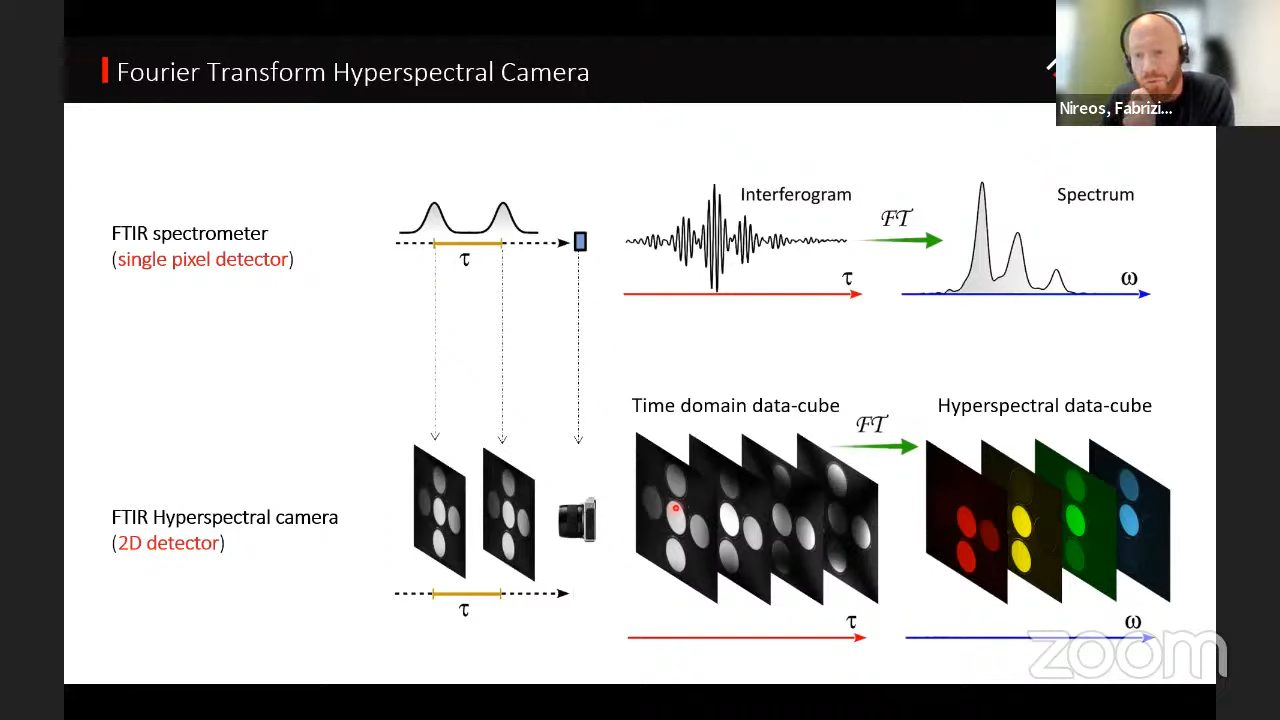 Fourier Transform Hyperspectral Camera
Nireos, Fabrizi...
FTIR spectrometer
(single pixel detector)
τ
Interferogram
τ
FT
Spectrum
ω
FTIR Hyperspectral camera
(2D detector)
τ
Time domain data-cube
τ
FT
Hyperspectral data-cube
ω
zoom